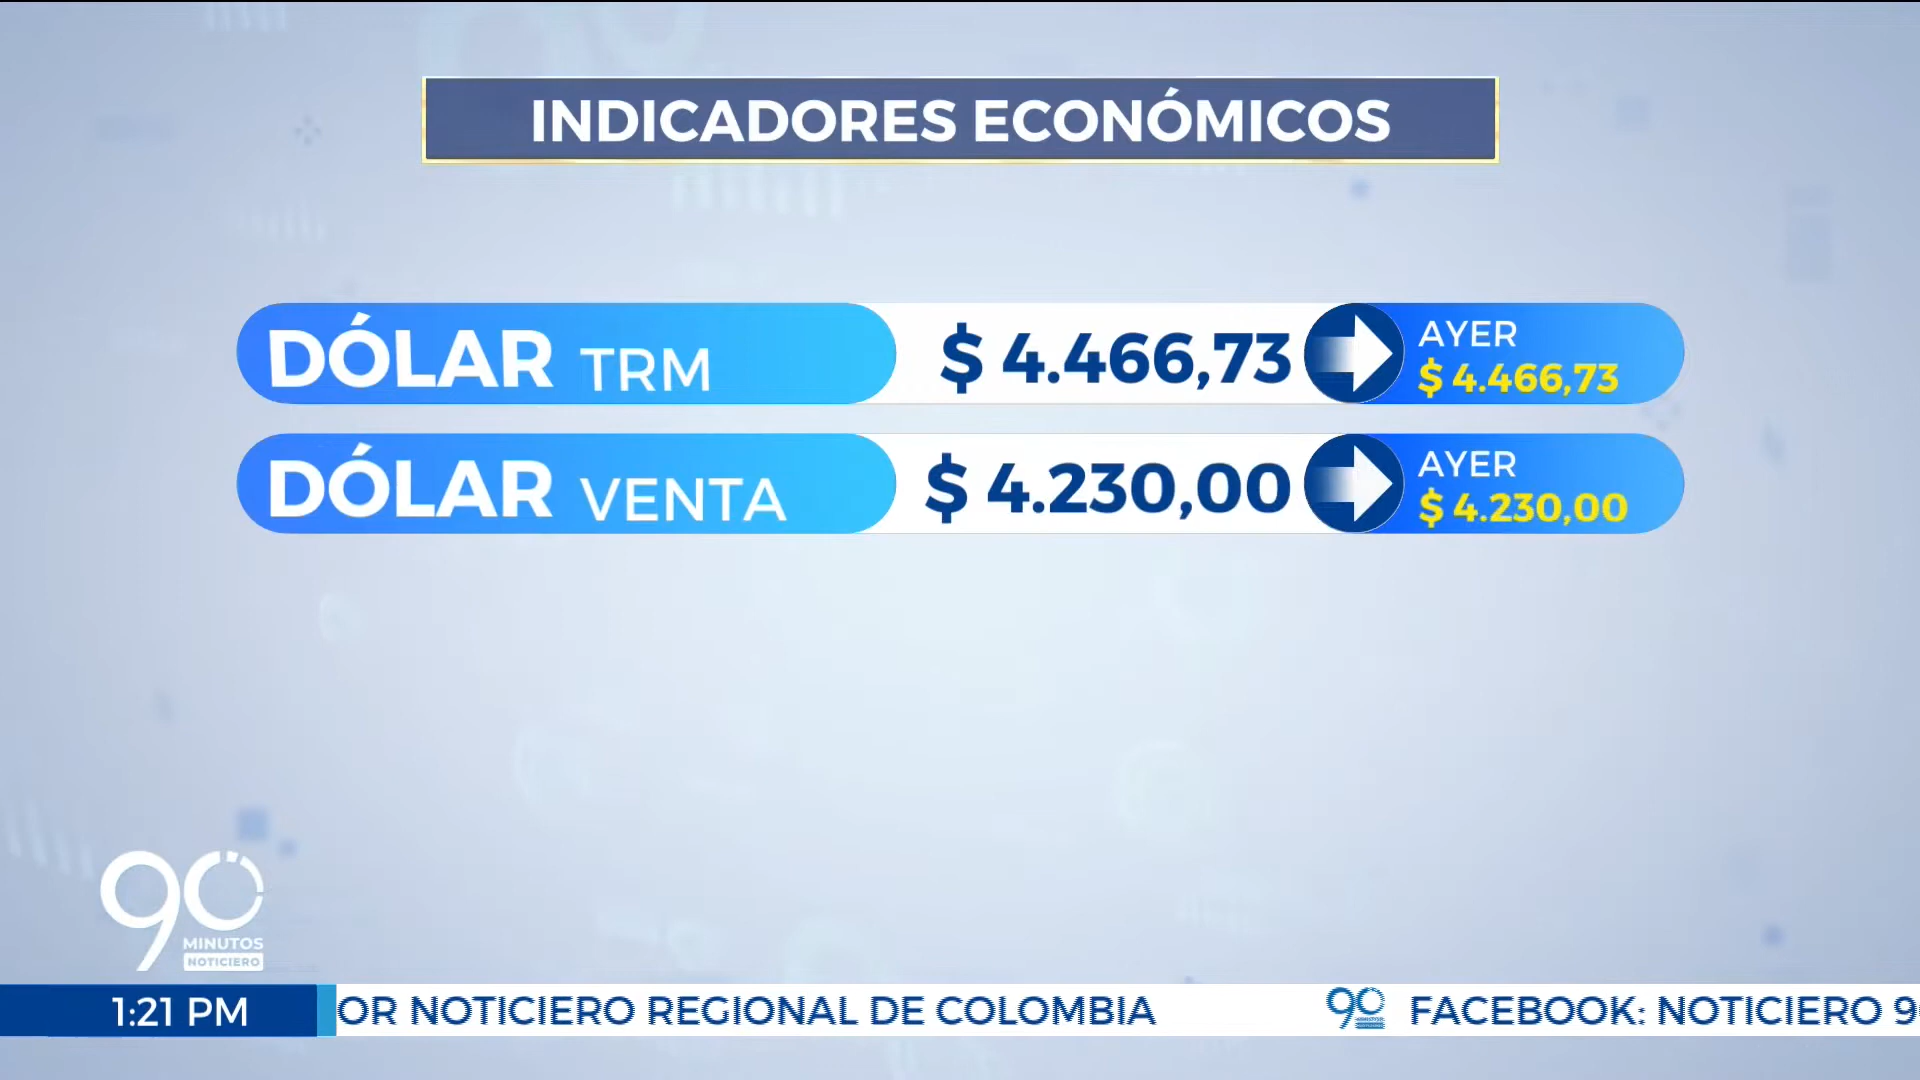 INDICADORES ECONÓMICOS
DÓLAR TRM $ 4.466,73 AYER $ 4.466,73
DÓLAR VENTA $ 4.230,00 AYER $ 4.230,00
90 MINUTOS
NOTICIERO
1:21 PM OR NOTICIERO REGIONAL DE COLOMBIA 90 MINUTOS FACEBOOK: NOTICIERO 9